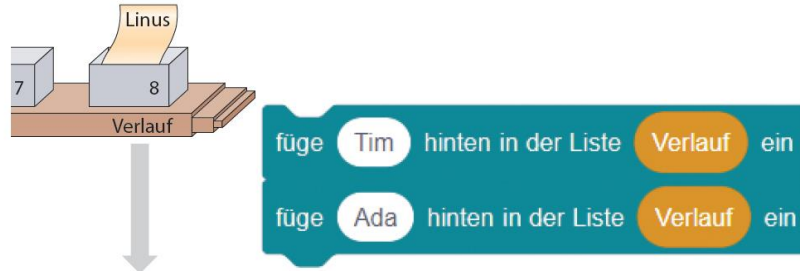 Linus
7
8
Verlauf
füge Tim hinten in der Liste Verlauf ein
füge Ada hinten in der Liste Verlauf ein